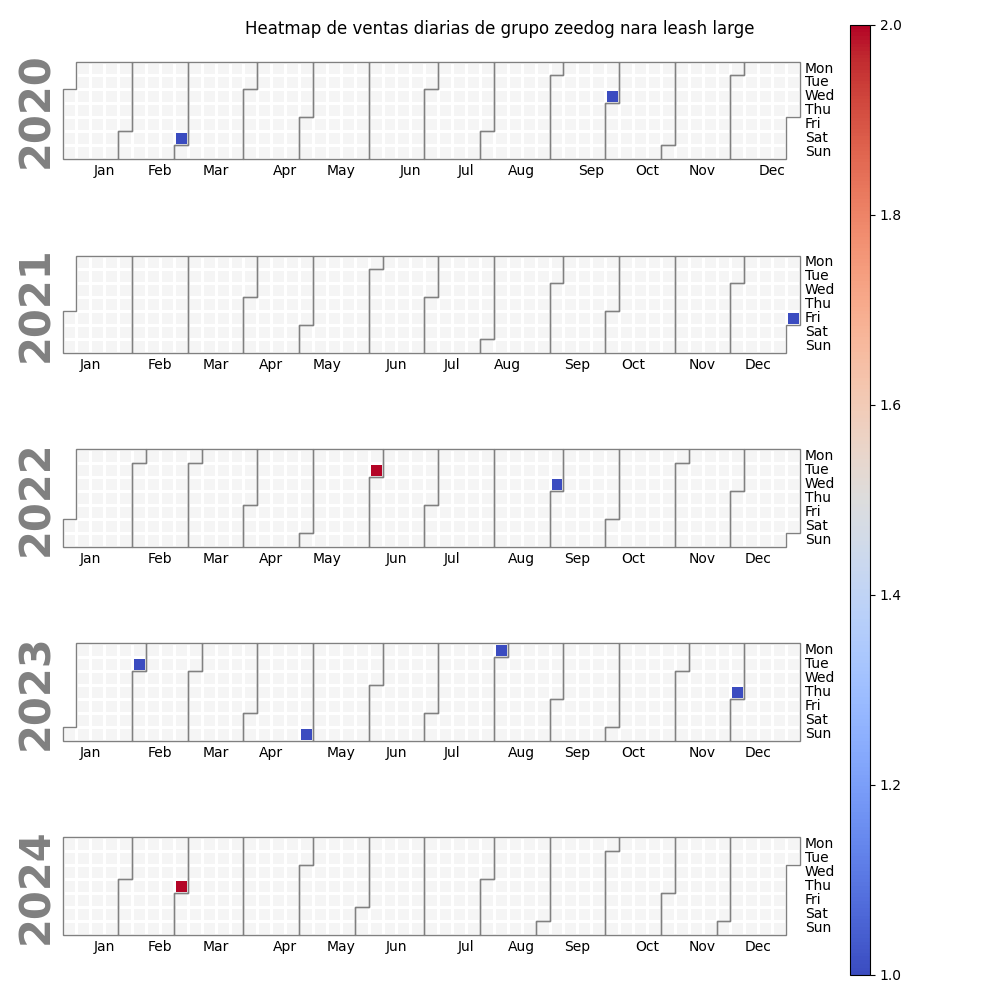 Heatmap de ventas diarias de grupo zeedog nara leash large
2020
Mon
Tue
Wed
Thu
Fri
Sat
Sun
Jan Feb Mar Apr May Jun Jul Aug Sep Oct Nov Dec
2021
Mon
Tue
Wed
Thu
Fri
Sat
Sun
Jan Feb Mar Apr May Jun Jul Aug Sep Oct Nov Dec
2022
Mon
Tue
Wed
Thu
Fri
Sat
Sun
Jan Feb Mar Apr May Jun Jul Aug Sep Oct Nov Dec
2023
Mon
Tue
Wed
Thu
Fri
Sat
Sun
Jan Feb Mar Apr May Jun Jul Aug Sep Oct Nov Dec
2024
Mon
Tue
Wed
Thu
Fri
Sat
Sun
Jan Feb Mar Apr May Jun Jul Aug Sep Oct Nov Dec
2.0
1.8
1.6
1.4
1.2
1.0